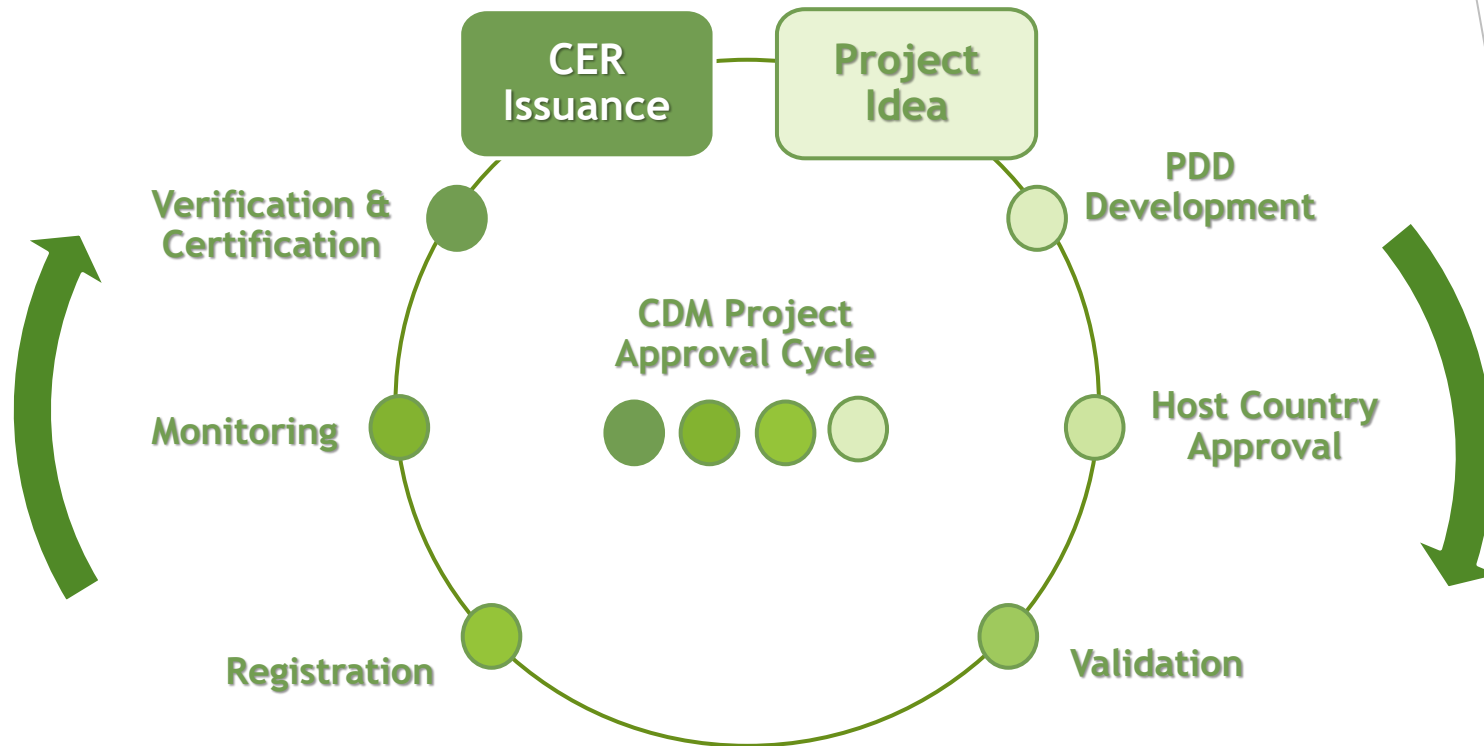 CER
Issuance
Project
Idea
PDD
Development
Verification &
Certification
CDM Project
Approval Cycle
Host Country
Approval
Monitoring
Validation
Registration